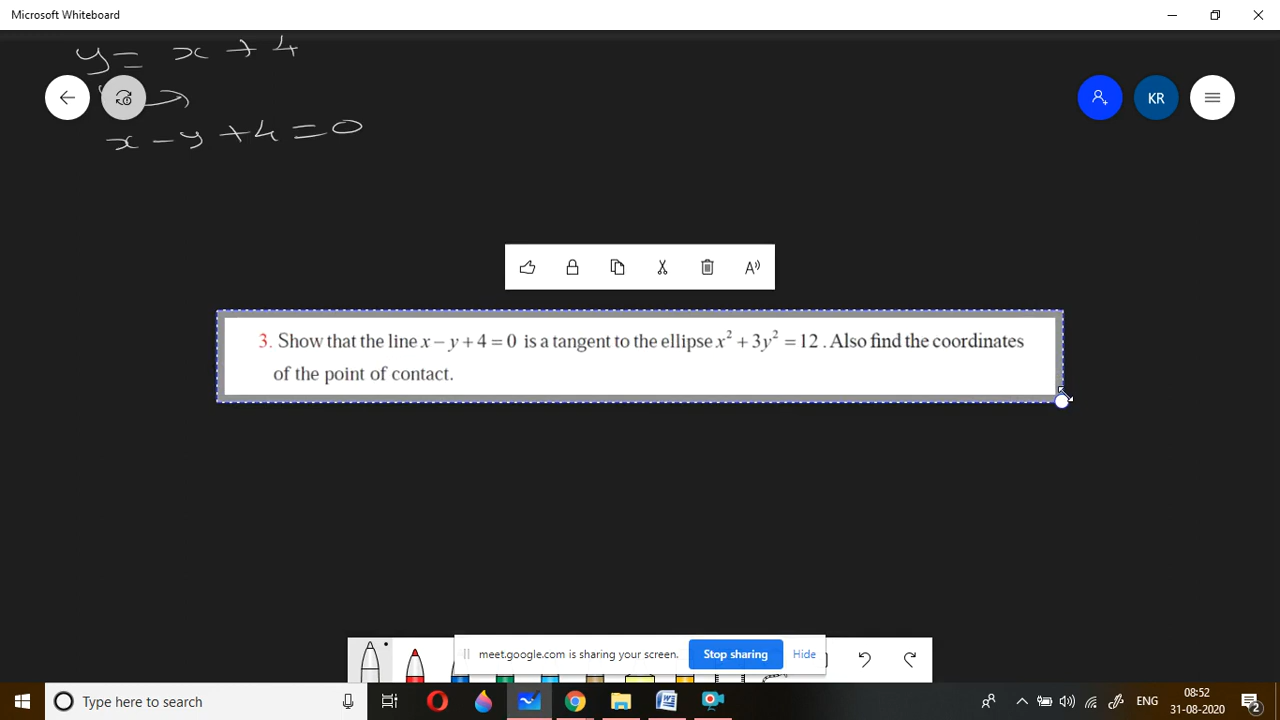 Microsoft Whiteboard
y = x + 4
x - y + 4 = 0
KR
3. Show that the line x − y + 4 = 0 is a tangent to the ellipse x² + 3y² = 12 . Also find the coordinates
of the point of contact.
meet.google.com is sharing your screen. Stop sharing Hide
Type here to search
ENG
08:52
31-08-2020
2